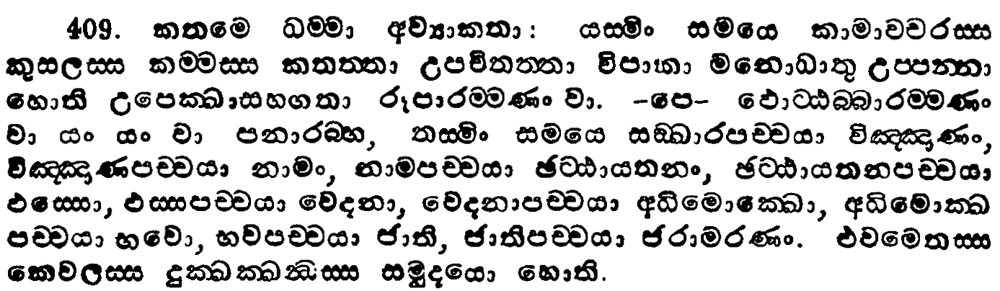 409. කතමෙ ධම්මා අව්‍යාකතා: යස්මිං සමයෙ කාමාවචරස්ස
කුසලස්ස කම්මස්ස කතත්තා උපචිතත්තා විපාකා මනොධාතු උප්පන්නා
හොති උපෙක්ඛාසහගතා රූපාරම්මණං වා. -පෙ- ඵොට්ඨබ්බාරම්මණං
වා යං යං වා පනාරබ්භ, තස්මිං සමයෙ සඞ්ඛාරපච්චයා විඤ්ඤාණං,
විඤ්ඤාණපච්චයා නාමං, නාමපච්චයා ඡට්ඨායතනං, ඡට්ඨායතනපච්චයා
ඵස්සො, ඵස්සපච්චයා වෙදනා, වෙදනාපච්චයා අධිමොක්ඛො, අධිමොක්ඛ
පච්චයා භවො, භවපච්චයා ජාති, ජාතිපච්චයා ජරාමරණං. එවමෙතස්ස
කෙවලස්ස දුක්ඛක්ඛන්ධස්ස සමුදයො හොති.